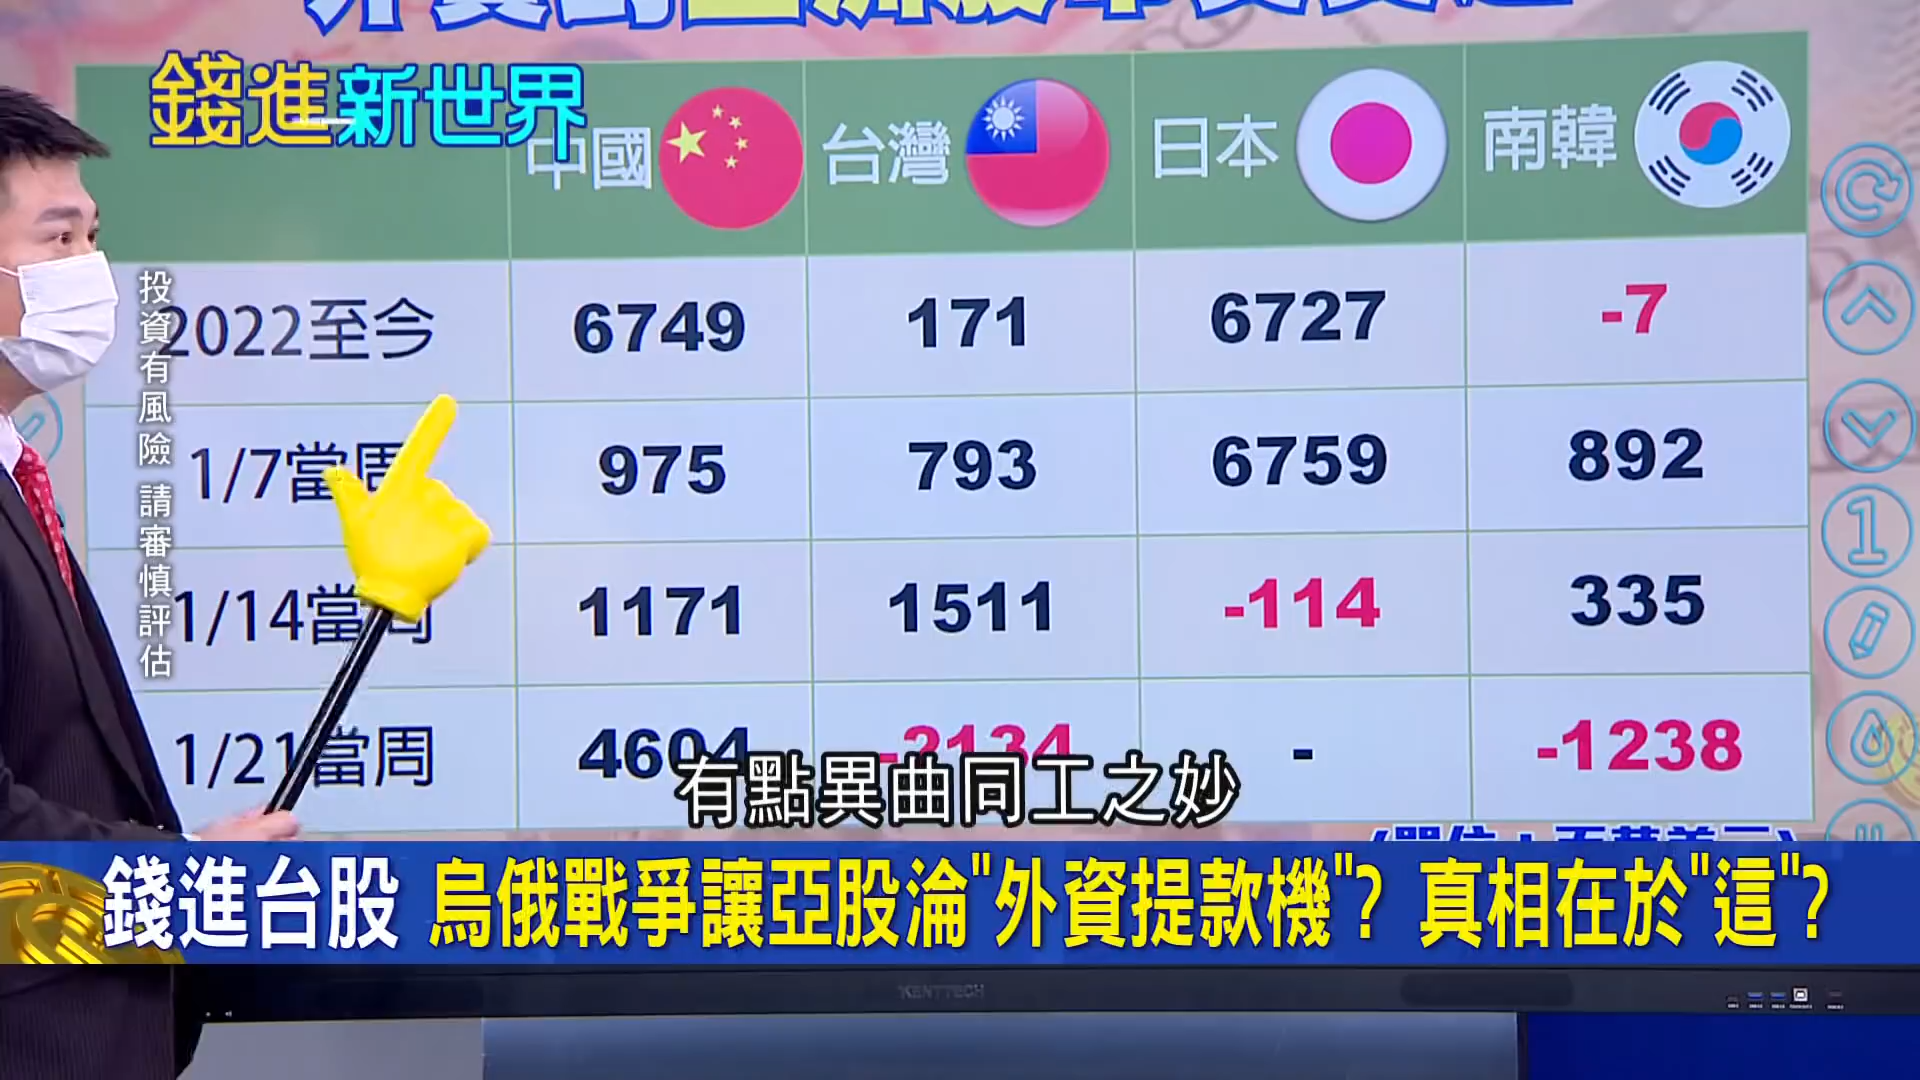 錢進新世界
中國 台灣 日本 南韓
2022至今 6749 171 6727 -7
1/7當周 975 793 6759 892
1/14當周 1171 1511 -114 335
1/21當周 4604 -2134 - -1238
投資有風險 請審慎評估
有點異曲同工之妙
錢進台股 烏俄戰爭讓亞股淪"外資提款機"? 真相在於"這"?
KENTTECH
1